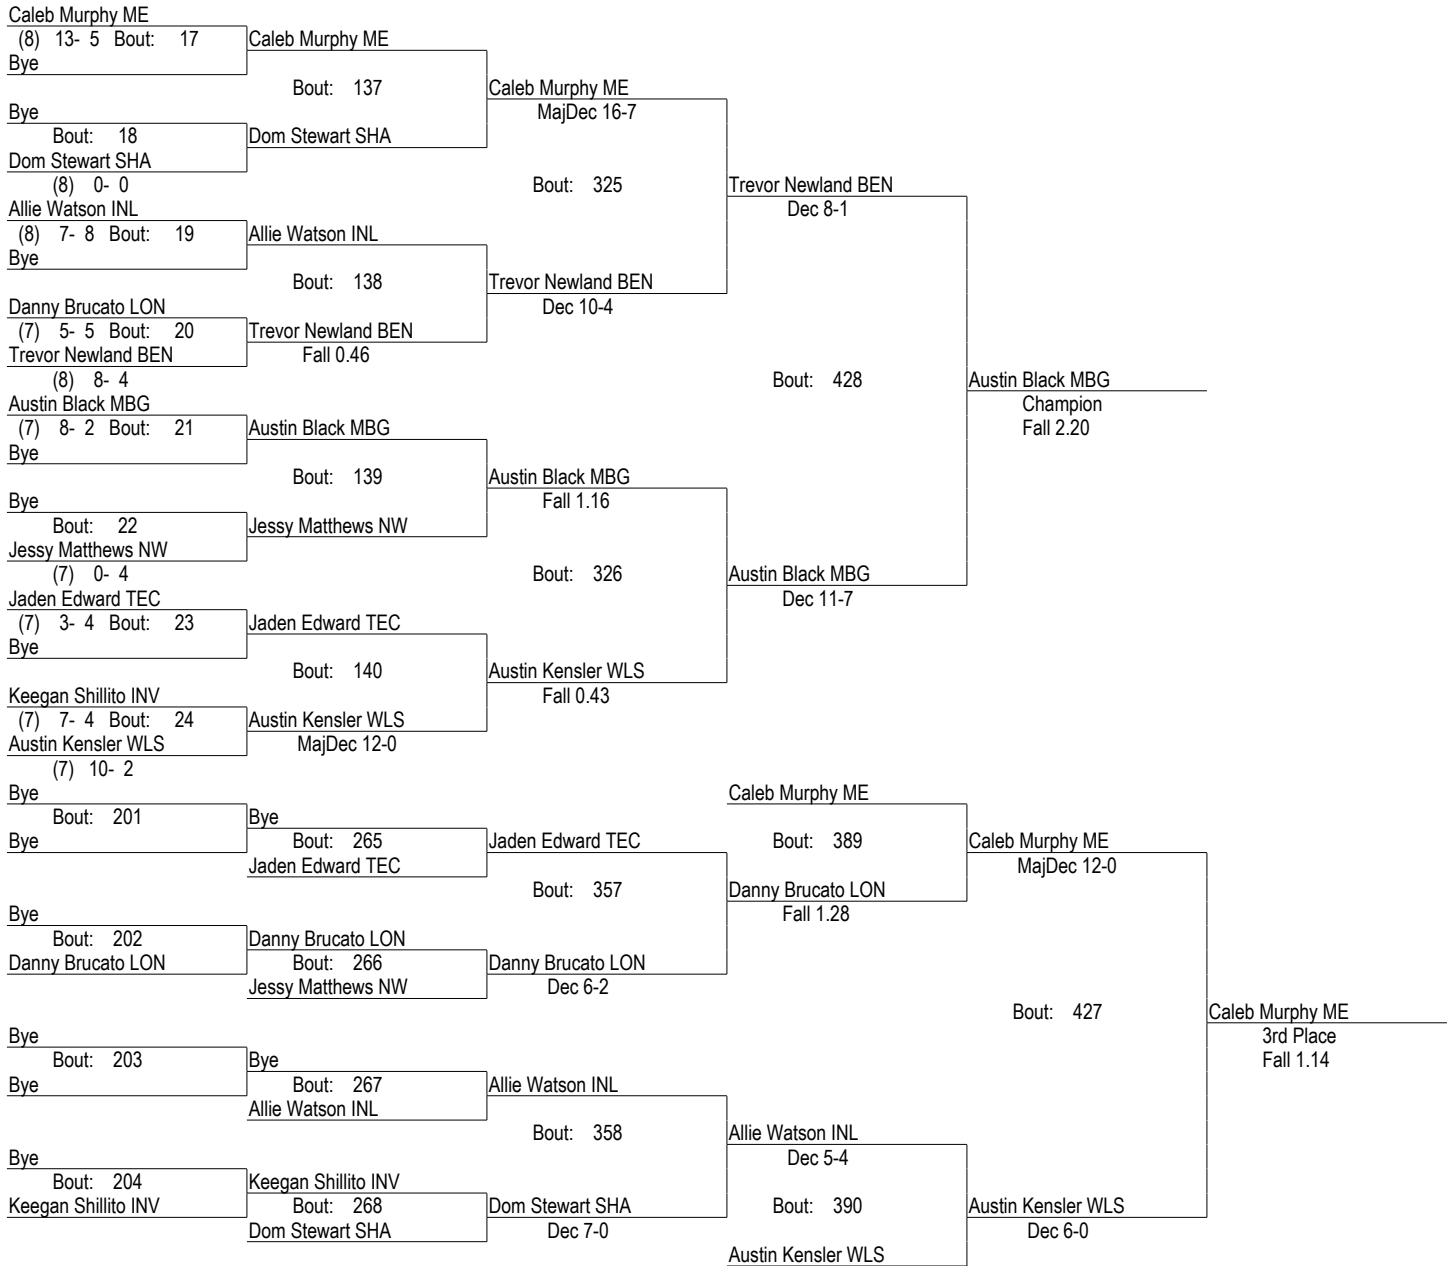 Caleb Murphy ME
(8) 13- 5 Bout: 17 Caleb Murphy ME
Bye
Bout: 137 Caleb Murphy ME
Bye MajDec 16-7
Bout: 18 Dom Stewart SHA
Dom Stewart SHA
(8) 0- 0 Bout: 325 Trevor Newland BEN
Allie Watson INL Dec 8-1
(8) 7- 8 Bout: 19 Allie Watson INL
Bye
Bout: 138 Trevor Newland BEN
Danny Brucato LON Dec 10-4
(7) 5- 5 Bout: 20 Trevor Newland BEN
Trevor Newland BEN Fall 0.46
(8) 8- 4 Bout: 428 Austin Black MBG
Austin Black MBG Champion
(7) 8- 2 Bout: 21 Austin Black MBG Fall 2.20
Bye
Bout: 139 Austin Black MBG
Bye Fall 1.16
Bout: 22 Jessy Matthews NW
Jessy Matthews NW
(7) 0- 4 Bout: 326 Austin Black MBG
Jaden Edward TEC Dec 11-7
(7) 3- 4 Bout: 23 Jaden Edward TEC
Bye
Bout: 140 Austin Kensler WLS
Keegan Shillito INV Fall 0.43
(7) 7- 4 Bout: 24 Austin Kensler WLS
Austin Kensler WLS MajDec 12-0
(7) 10- 2
Bye Caleb Murphy ME
Bout: 201 Bye
Bye Bout: 265 Jaden Edward TEC Bout: 389 Caleb Murphy ME
Jaden Edward TEC MajDec 12-0
Bout: 357 Danny Brucato LON
Bye Fall 1.28
Bout: 202 Danny Brucato LON
Danny Brucato LON Bout: 266 Danny Brucato LON
Jessy Matthews NW Dec 6-2
Bout: 427 Caleb Murphy ME
Bye 3rd Place
Bout: 203 Bye Fall 1.14
Bye Bout: 267 Allie Watson INL
Allie Watson INL
Bout: 358 Allie Watson INL
Bye Dec 5-4
Bout: 204 Keegan Shillito INV
Keegan Shillito INV Bout: 268 Dom Stewart SHA Bout: 390 Austin Kensler WLS
Dom Stewart SHA Dec 7-0 Dec 6-0
Austin Kensler WLS